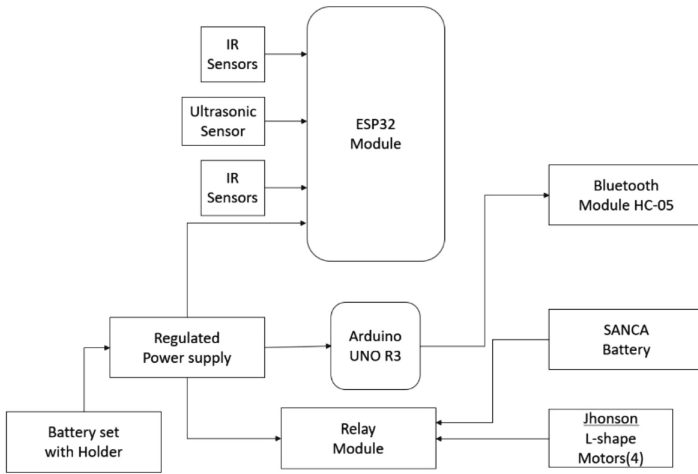 IR
Sensors
Ultrasonic
Sensor
IR
Sensors
ESP32
Module
Bluetooth
Module HC-05
Regulated
Power supply
Arduino
UNO R3
SANCA
Battery
Battery set
with Holder
Relay
Module
Jhonson
L-shape
Motors(4)